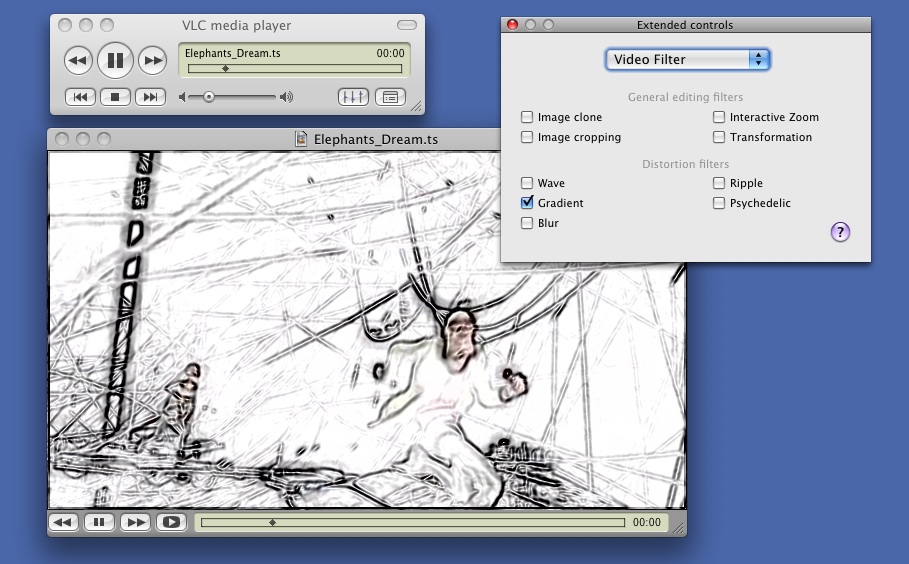 VLC media player
Elephants_Dream.ts 00:00
Extended controls
Video Filter
General editing filters
Image clone
Interactive Zoom
Image cropping
Transformation
Distortion filters
Wave
Ripple
Gradient
Psychedelic
Blur
?
Elephants_Dream.ts
00:00